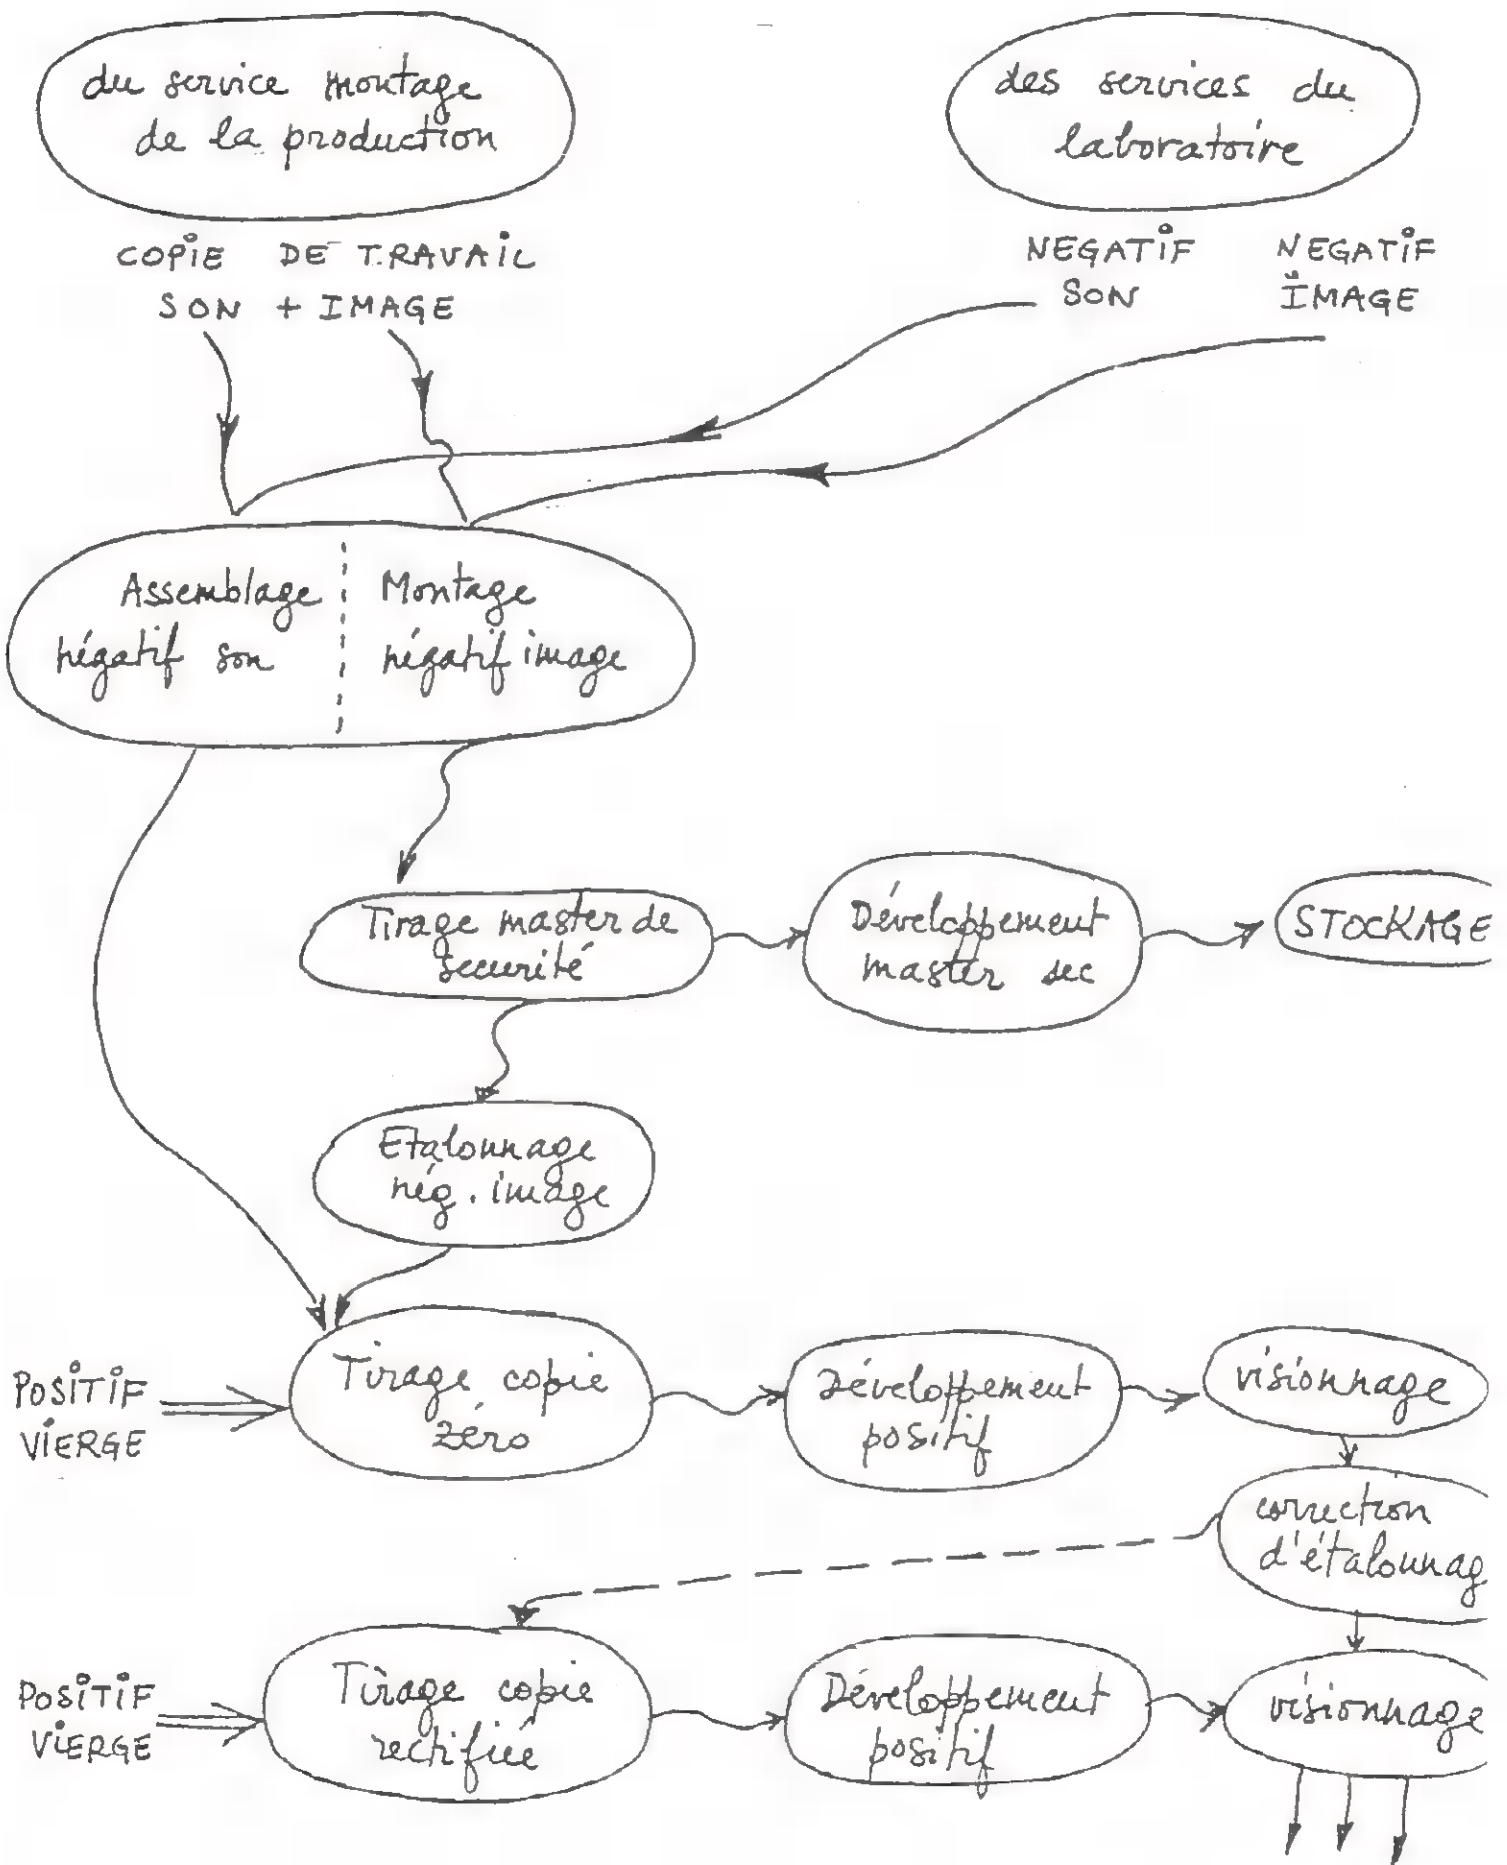 du service montage
de la production
des services du
laboratoire
COPIE DE TRAVAIL
SON + IMAGE
NEGATIF
SON
NEGATIF
IMAGE
Assemblage
négatif son
Montage
négatif image
Tirage master de
sécurité
Développement
master sec
STOCKAGE
Etalonnage
nég. image
POSITIF
VIERGE
Tirage copie
zéro
Développement
positif
visionnage
correction
d'étalonnag
POSITIF
VIERGE
Tirage copie
rectifiée
Développement
positif
visionnage